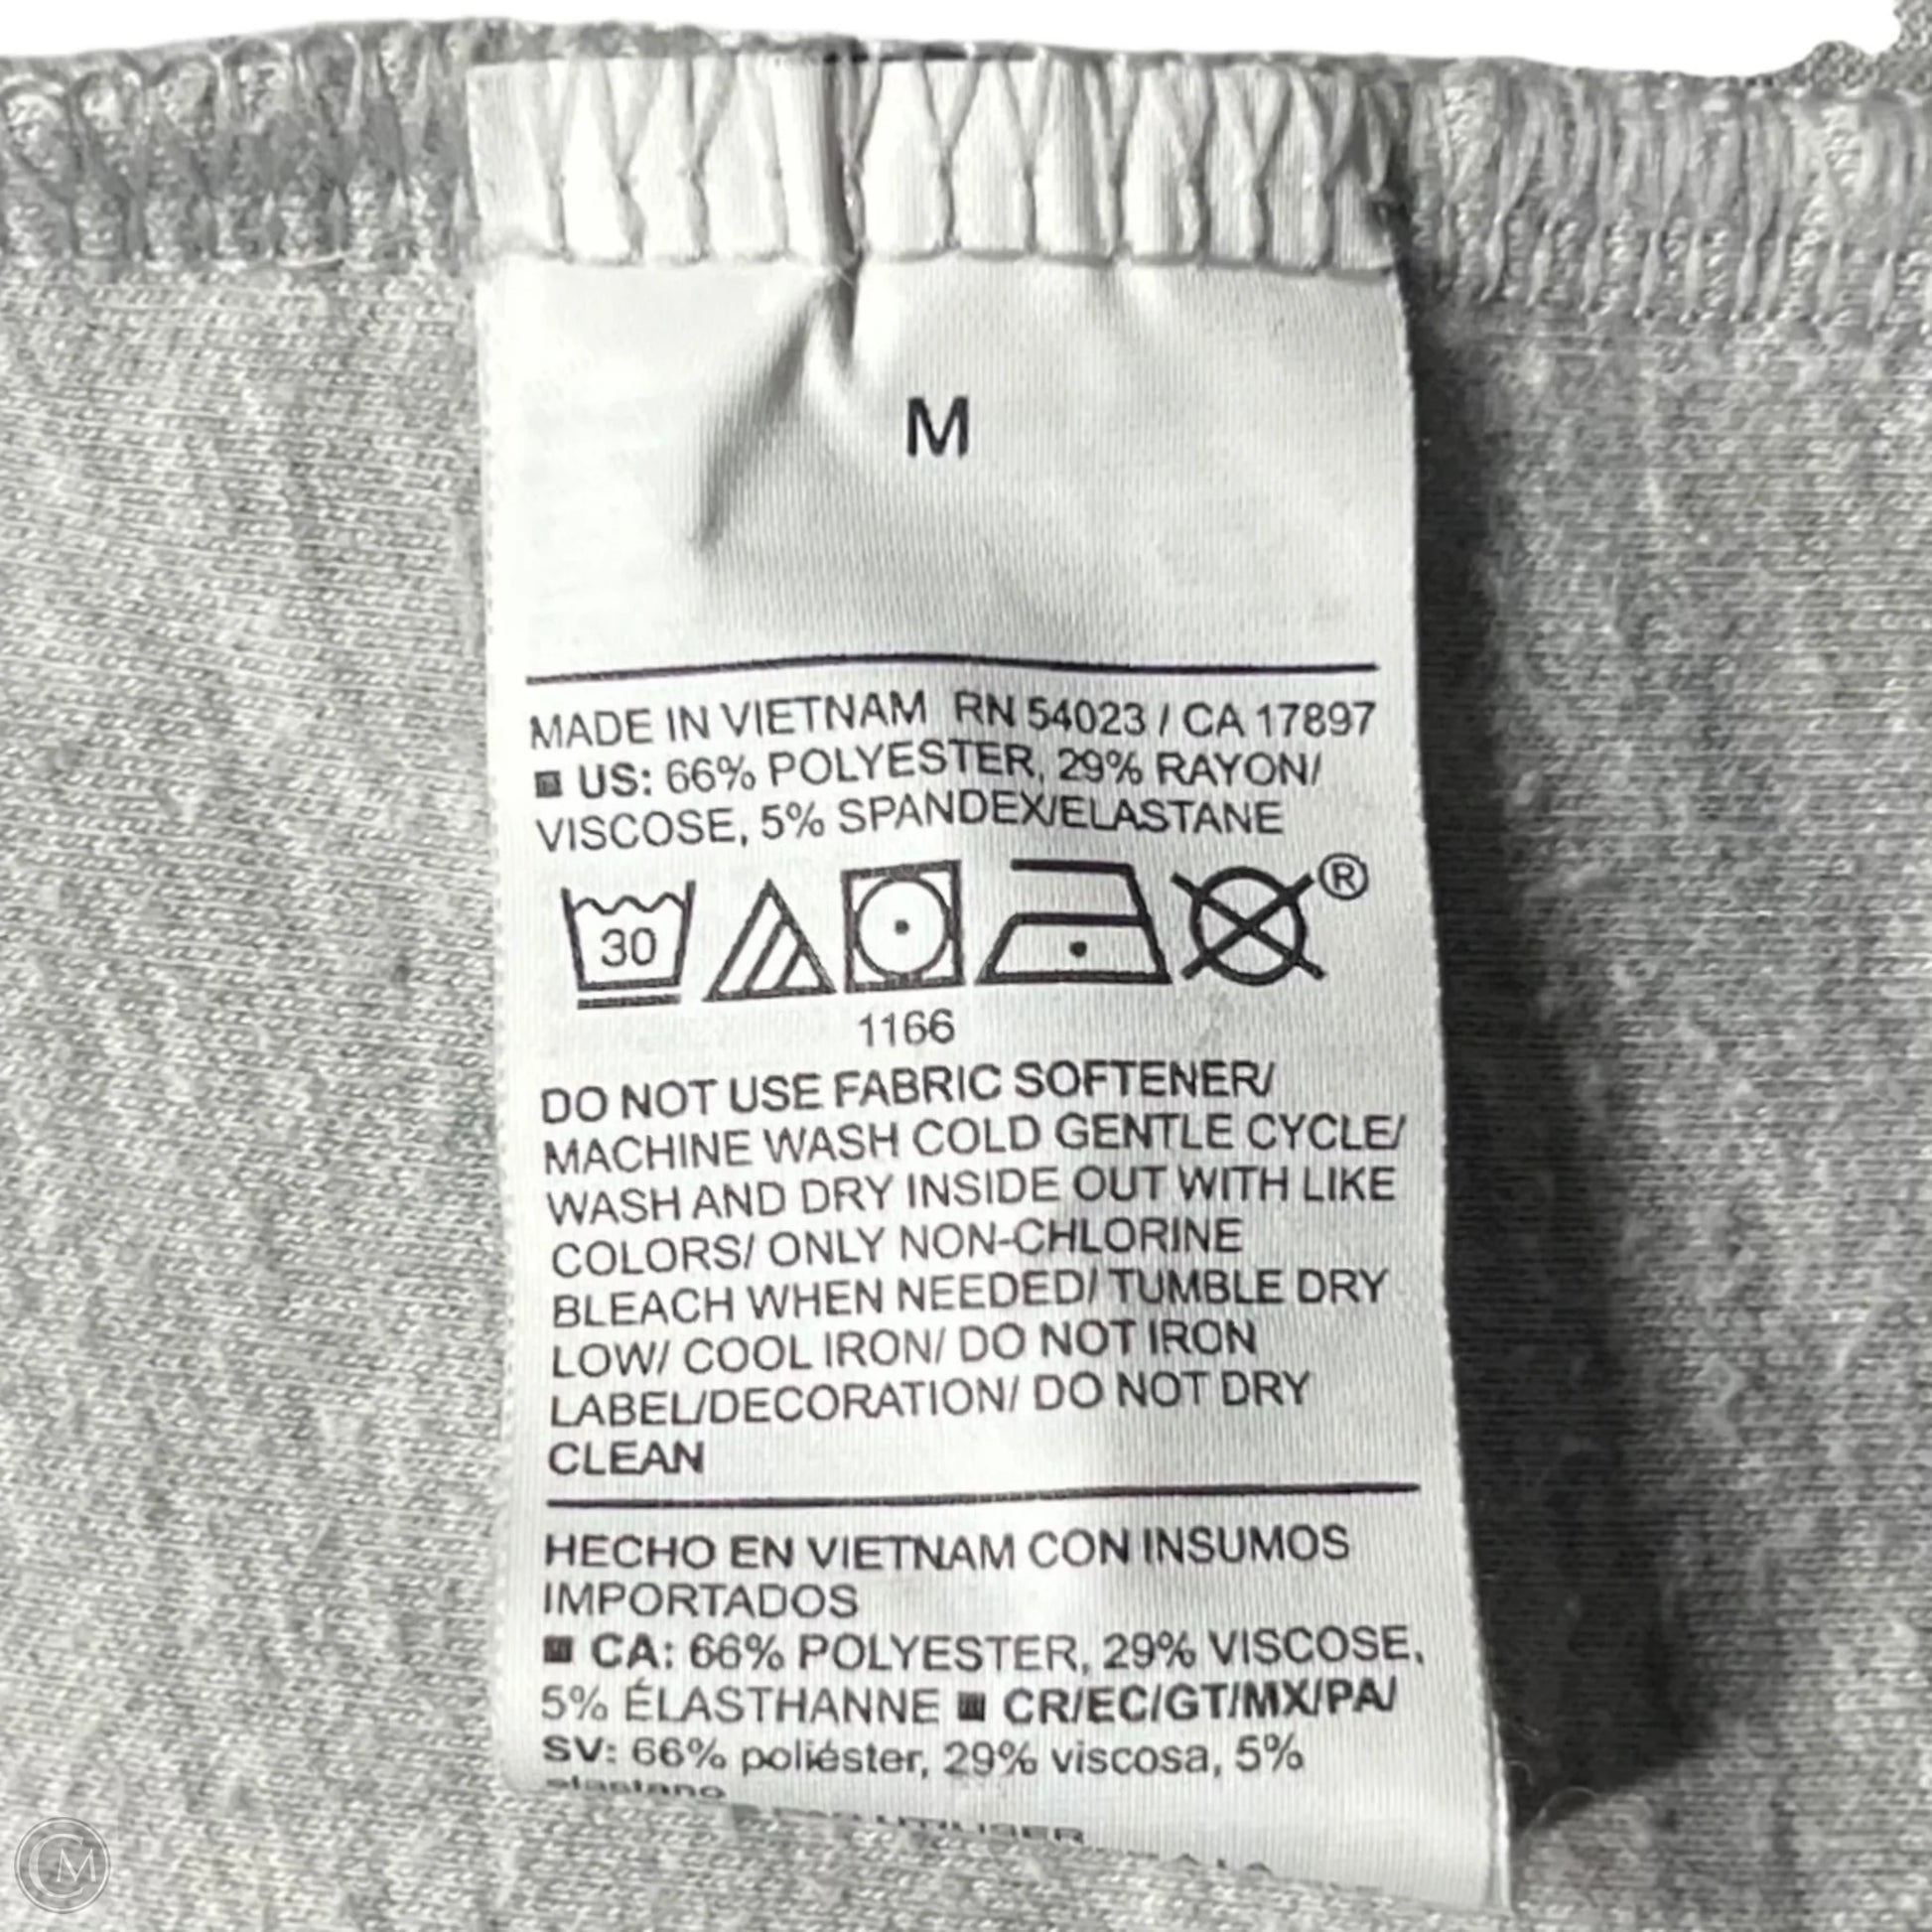 M
MADE IN VIETNAM RN 54023 / CA 17897
US: 66% POLYESTER, 29% RAYON/
VISCOSE, 5% SPANDEX/ELASTANE
30
®
1166
DO NOT USE FABRIC SOFTENER/
MACHINE WASH COLD GENTLE CYCLE/
WASH AND DRY INSIDE OUT WITH LIKE
COLORS/ ONLY NON-CHLORINE
BLEACH WHEN NEEDED/ TUMBLE DRY
LOW/ COOL IRON/ DO NOT IRON
LABEL/DECORATION/ DO NOT DRY
CLEAN
HECHO EN VIETNAM CON INSUMOS
IMPORTADOS
CA: 66% POLYESTER, 29% VISCOSE,
5% ÉLASTHANNE CR/EC/GT/MX/PA/
SV: 66% poliéster, 29% viscosa, 5%
elastano
UTILISER
CM